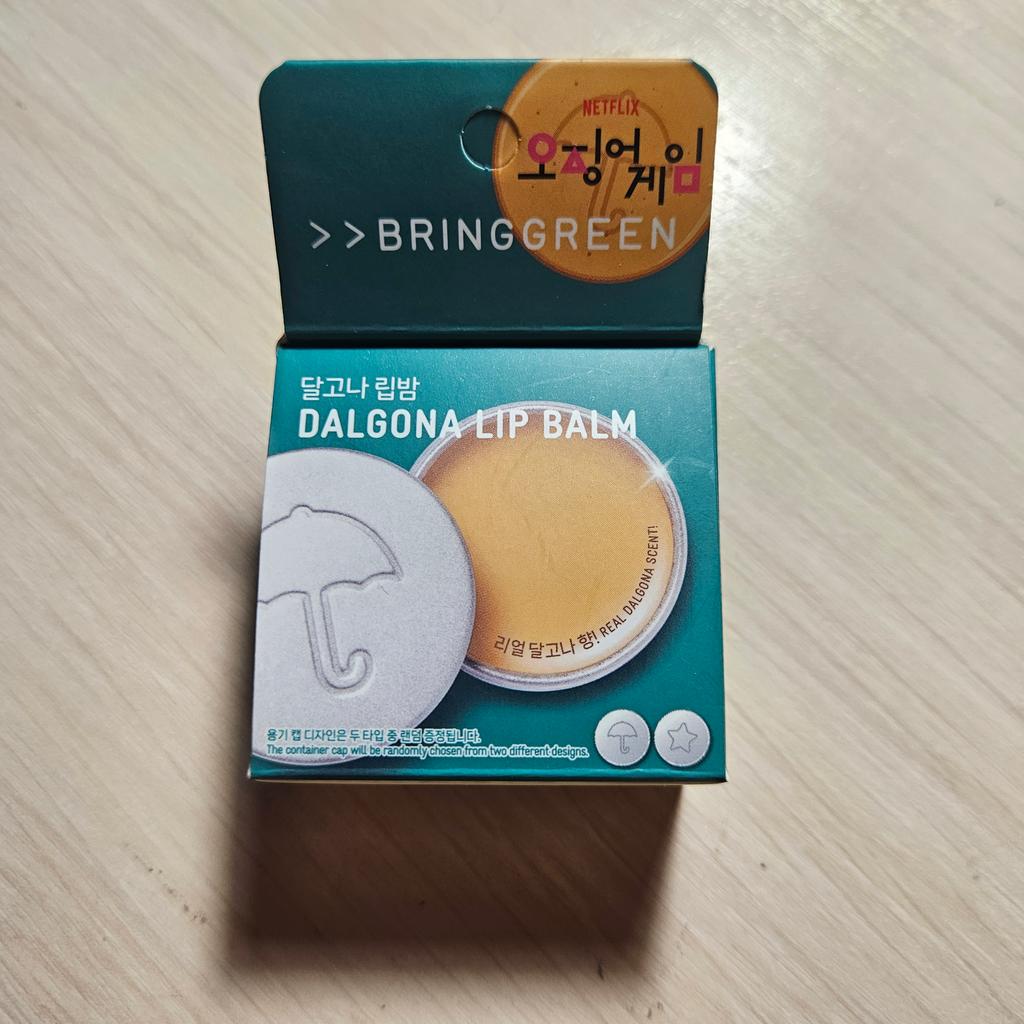 NETFLIX
오징어게임
>>BRINGGREEN
달고나 립밤
DALGONA LIP BALM
리얼 달고나 향! REAL DALGONA SCENT!
용기 캡 디자인은 두 타입 중 랜덤 증정됩니다.
The container cap will be randomly chosen from two different designs.